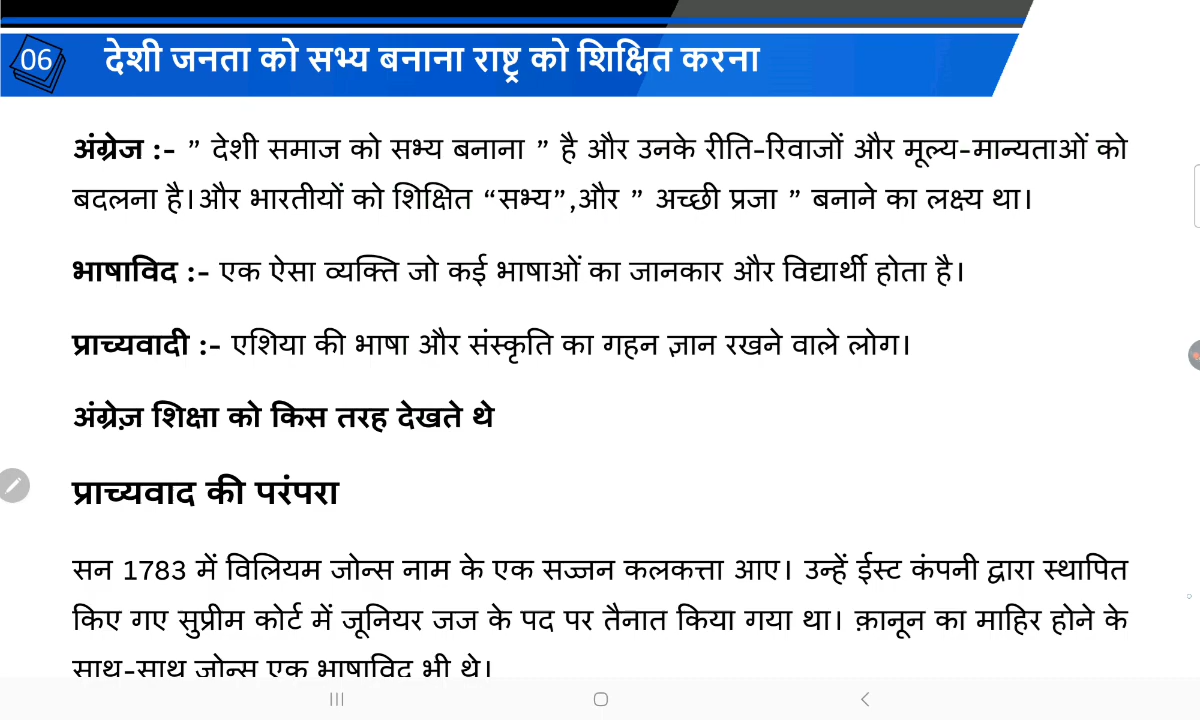 06
देशी जनता को सभ्य बनाना राष्ट्र को शिक्षित करना
अंग्रेज :- ” देशी समाज को सभ्य बनाना ” है और उनके रीति-रिवाजों और मूल्य-मान्यताओं को
बदलना है।और भारतीयों को शिक्षित “सभ्य”,और ” अच्छी प्रजा ” बनाने का लक्ष्य था।
भाषाविद :- एक ऐसा व्यक्ति जो कई भाषाओं का जानकार और विद्यार्थी होता है।
प्राच्यवादी :- एशिया की भाषा और संस्कृति का गहन ज्ञान रखने वाले लोग।
अंग्रेज़ शिक्षा को किस तरह देखते थे
प्राच्यवाद की परंपरा
सन 1783 में विलियम जोन्स नाम के एक सज्जन कलकत्ता आए। उन्हें ईस्ट कंपनी द्वारा स्थापित
किए गए सुप्रीम कोर्ट में जूनियर जज के पद पर तैनात किया गया था। क़ानून का माहिर होने के
साथ-साथ जोन्स एक भाषाविद भी थे।